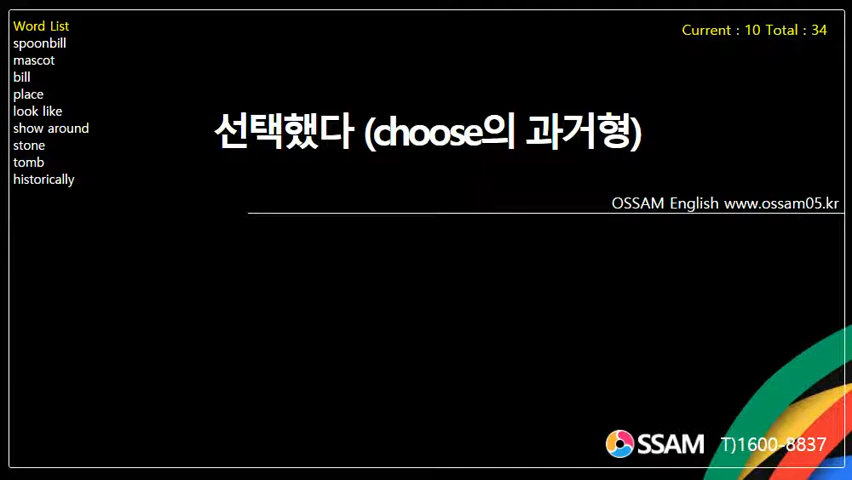 Word List
Current : 10 Total : 34
spoonbill
mascot
bill
place
look like
show around
stone
tomb
historically
선택했다 (choose의 과거형)
OSSAM English www.ossam05.kr
OSSAM T)1600-8837